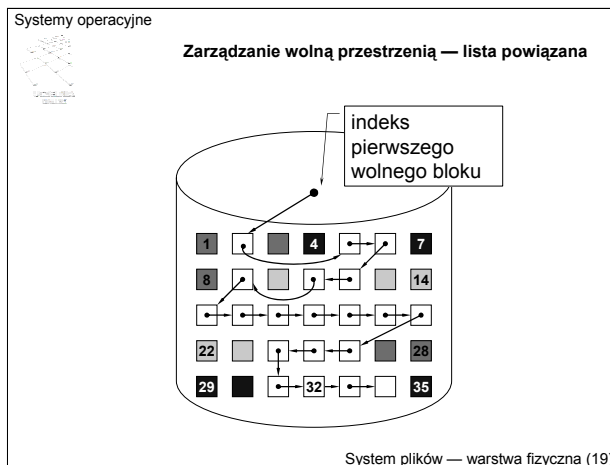 Systemy operacyjne
Zarządzanie wolną przestrzenią — lista powiązana
indeks
pierwszego
wolnego bloku
1 4 7
8 14
22 28
29 32 35
System plików — warstwa fizyczna (19